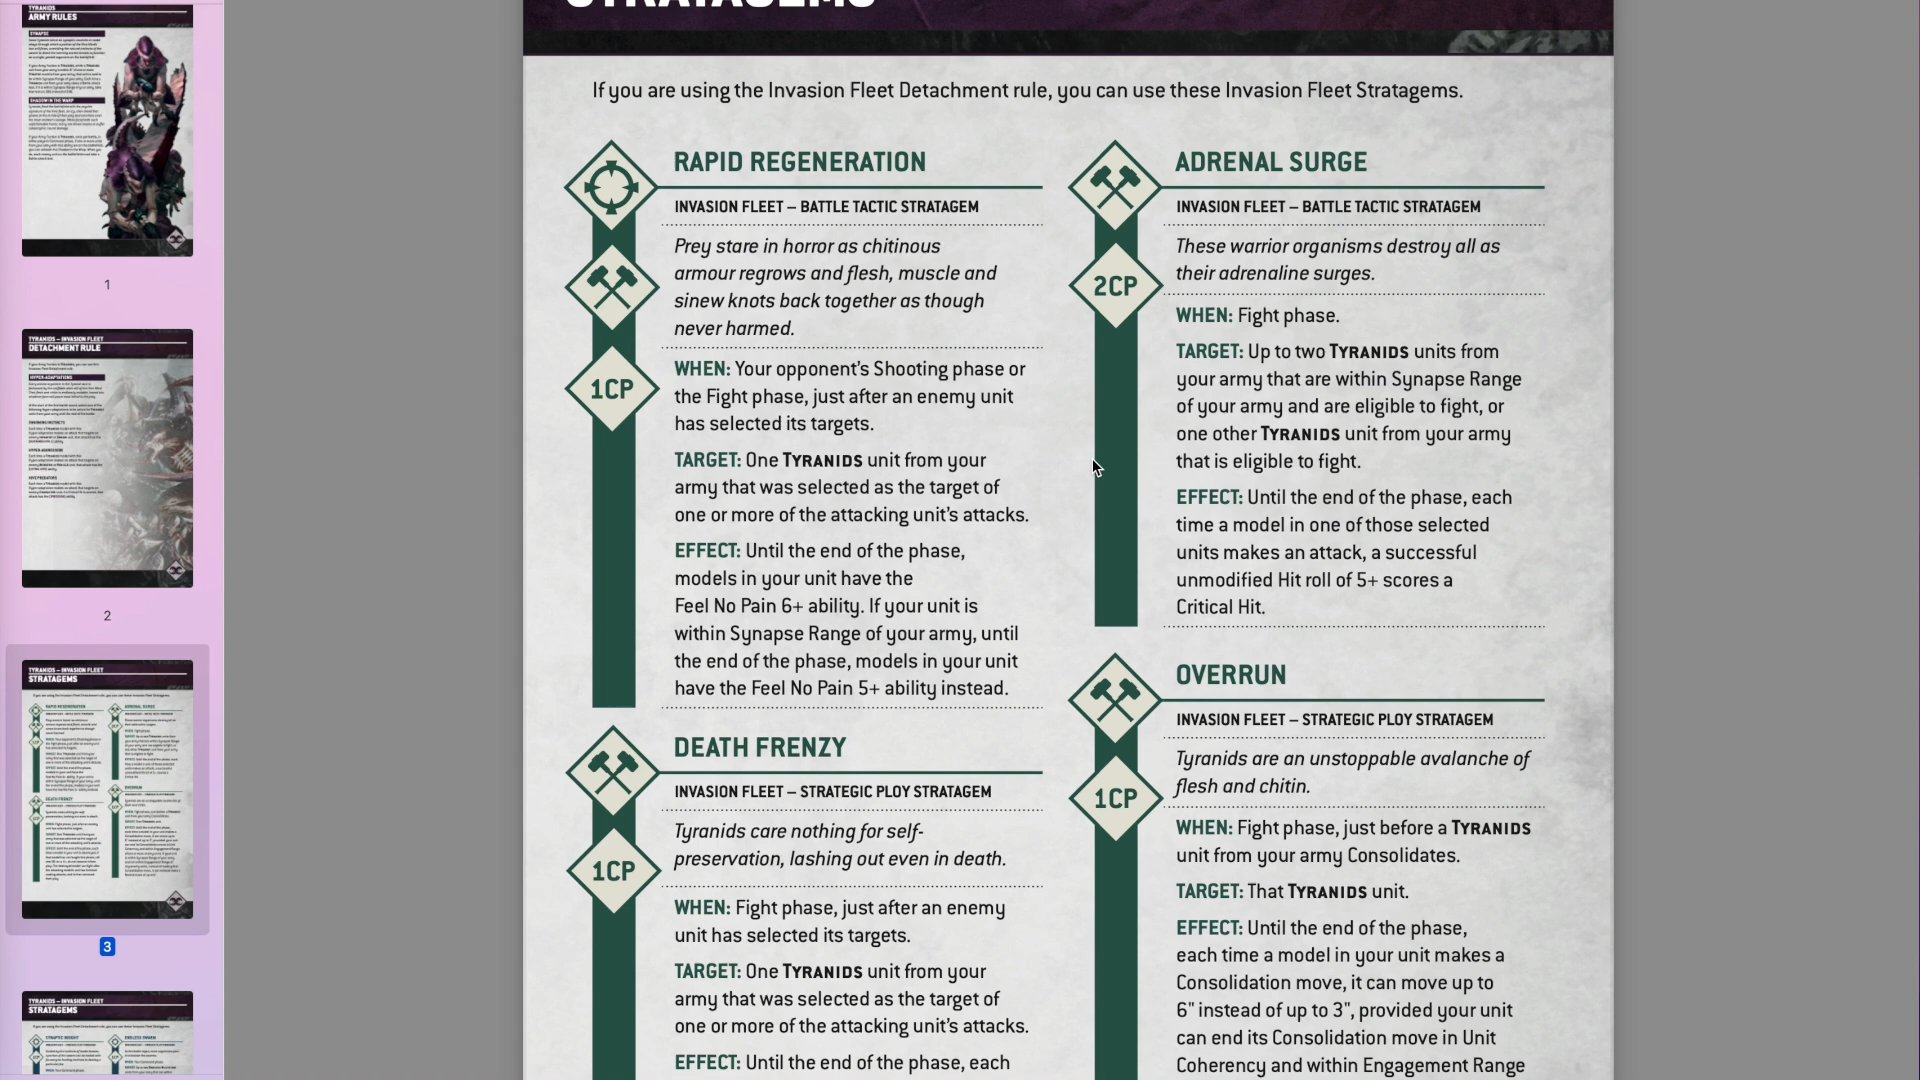 TYRANIDS
ARMY RULES
SYNAPSE
SHADOW IN THE WARP
1
TYRANIDS – INVASION FLEET
DETACHMENT RULE
HYPER-ADAPTATIONS
2
TYRANIDS – INVASION FLEET
STRATAGEMS
RAPID REGENERATION
ADRENAL SURGE
DEATH FRENZY
OVERRUN
3
TYRANIDS – INVASION FLEET
STRATAGEMS
STRATAGEMS
If you are using the Invasion Fleet Detachment rule, you can use these Invasion Fleet Stratagems.
RAPID REGENERATION
INVASION FLEET – BATTLE TACTIC STRATAGEM
Prey stare in horror as chitinous
armour regrows and flesh, muscle and
sinew knots back together as though
never harmed.
1CP
WHEN: Your opponent's Shooting phase or
the Fight phase, just after an enemy unit
has selected its targets.
TARGET: One TYRANIDS unit from your
army that was selected as the target of
one or more of the attacking unit's attacks.
EFFECT: Until the end of the phase,
models in your unit have the
Feel No Pain 6+ ability. If your unit is
within Synapse Range of your army, until
the end of the phase, models in your unit
have the Feel No Pain 5+ ability instead.
DEATH FRENZY
INVASION FLEET – STRATEGIC PLOY STRATAGEM
Tyranids care nothing for self-
preservation, lashing out even in death.
1CP
WHEN: Fight phase, just after an enemy
unit has selected its targets.
TARGET: One TYRANIDS unit from your
army that was selected as the target of
one or more of the attacking unit's attacks.
EFFECT: Until the end of the phase, each
ADRENAL SURGE
INVASION FLEET – BATTLE TACTIC STRATAGEM
These warrior organisms destroy all as
their adrenaline surges.
2CP
WHEN: Fight phase.
TARGET: Up to two TYRANIDS units from
your army that are within Synapse Range
of your army and are eligible to fight, or
one other TYRANIDS unit from your army
that is eligible to fight.
EFFECT: Until the end of the phase, each
time a model in one of those selected
units makes an attack, a successful
unmodified Hit roll of 5+ scores a
Critical Hit.
OVERRUN
INVASION FLEET – STRATEGIC PLOY STRATAGEM
Tyranids are an unstoppable avalanche of
flesh and chitin.
1CP
WHEN: Fight phase, just before a TYRANIDS
unit from your army Consolidates.
TARGET: That TYRANIDS unit.
EFFECT: Until the end of the phase,
each time a model in your unit makes a
Consolidation move, it can move up to
6" instead of up to 3", provided your unit
can end its Consolidation move in Unit
Coherency and within Engagement Range